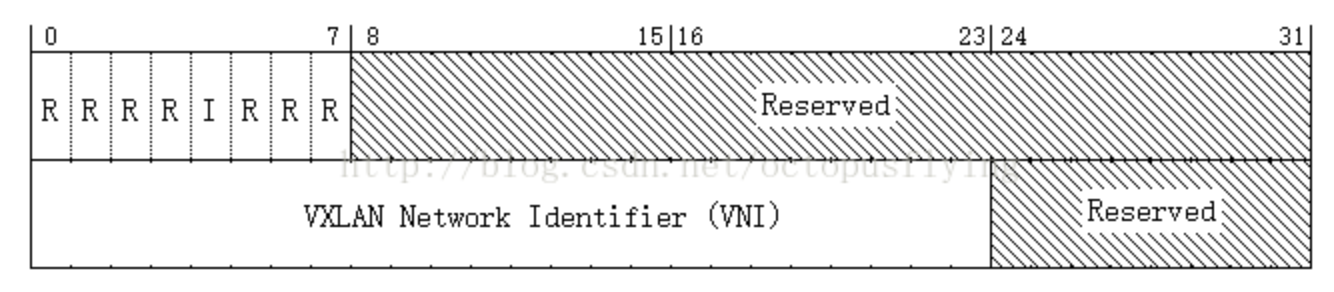 0 7 8 15 16 23 24 31
R R R R I R R R Reserved
http://blog.csdn.net/octopusflying
VXLAN Network Identifier (VNI) Reserved